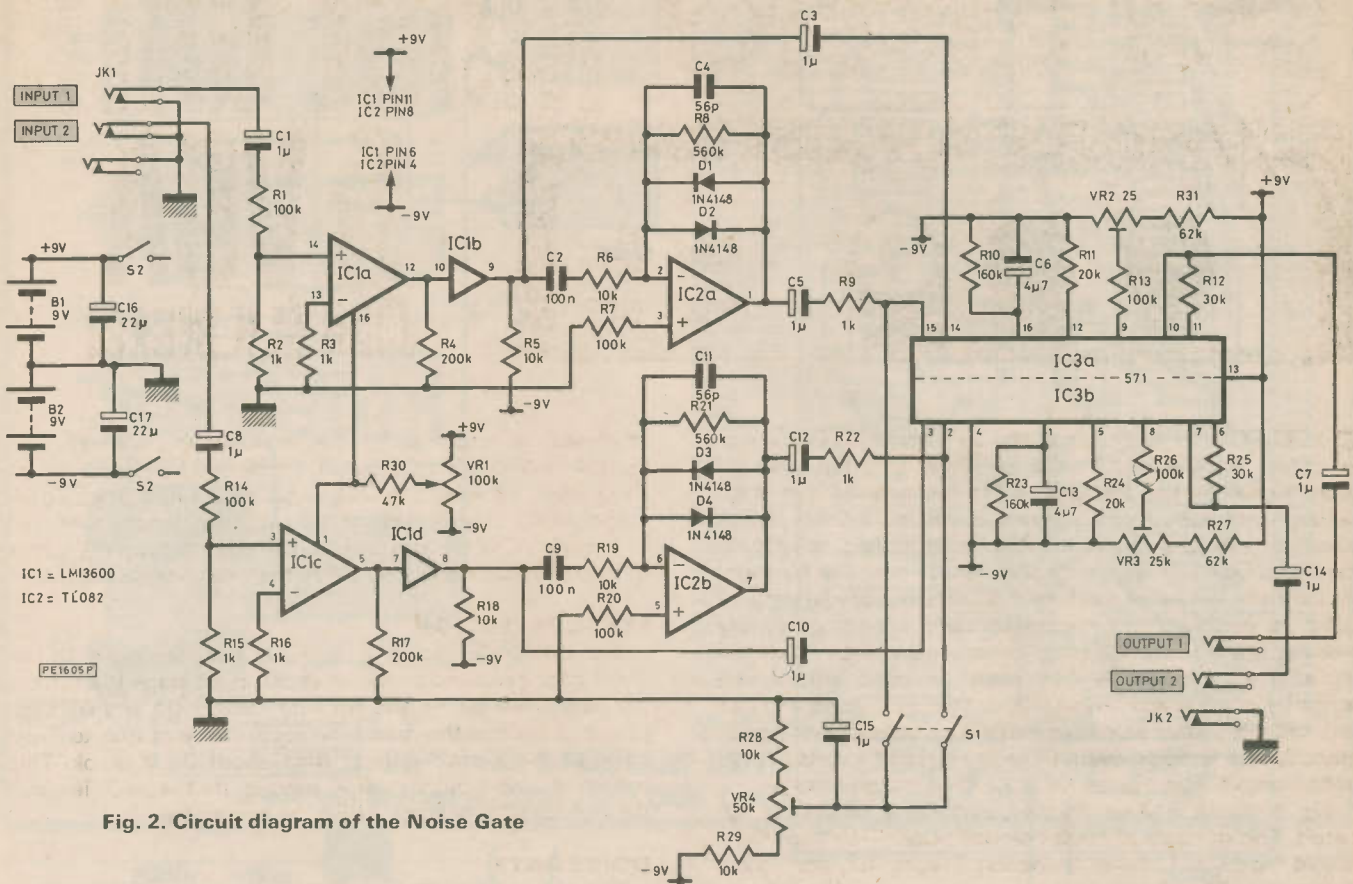 C3
1µ
+9V
JK1
INPUT 1
INPUT 2
IC1 PIN11
IC2 PIN8
IC1 PIN6
IC2 PIN 4
-9V
C1
1µ
R1
100k
C4
56p
R8
560k
D1
1N4148
D2
1N4148
+9V
S2
B1
9V
C16
22µ
B2
9V
C17
22µ
S2
-9V
14
+
IC1a
12
13
-
16
10
IC1b
9
C2
100n
R6
10k
2
-
IC2a
1
3
+
R7
100k
C5
1µ
R9
1k
R2
1k
R3
1k
R4
200k
R5
10k
-9V
-9V
R10
160k
C6
4µ7
R11
20k
VR2 25
R31
62k
+9V
R13
100k
R12
30k
15
14
16
12
9
10
11
IC3a
571
IC3b
13
3
2
4
1
5
8
7
6
C8
1µ
R14
100k
+9V
R30
47k
VR1
100k
-9V
C11
56p
R21
560k
D3
1N4148
D4
1N 4148
C12
1µ
R22
1k
R23
160k
C13
4µ7
R24
20k
R26
100k
R25
30k
C7
1µ
-9V
VR3
25k
R27
62k
C14
1µ
3
+
IC1c
1
5
4
-
7
IC1d
8
C9
100n
R19
10k
6
-
IC2b
7
5
+
R20
100k
R18
10k
-9V
C10
1µ
IC1 = LM13600
IC2 = TL082
R15
1k
R16
1k
R17
200k
PE1605P
OUTPUT 1
OUTPUT 2
JK2
R28
10k
C15
1µ
S1
VR4
50k
R29
10k
-9V
Fig. 2. Circuit diagram of the Noise Gate